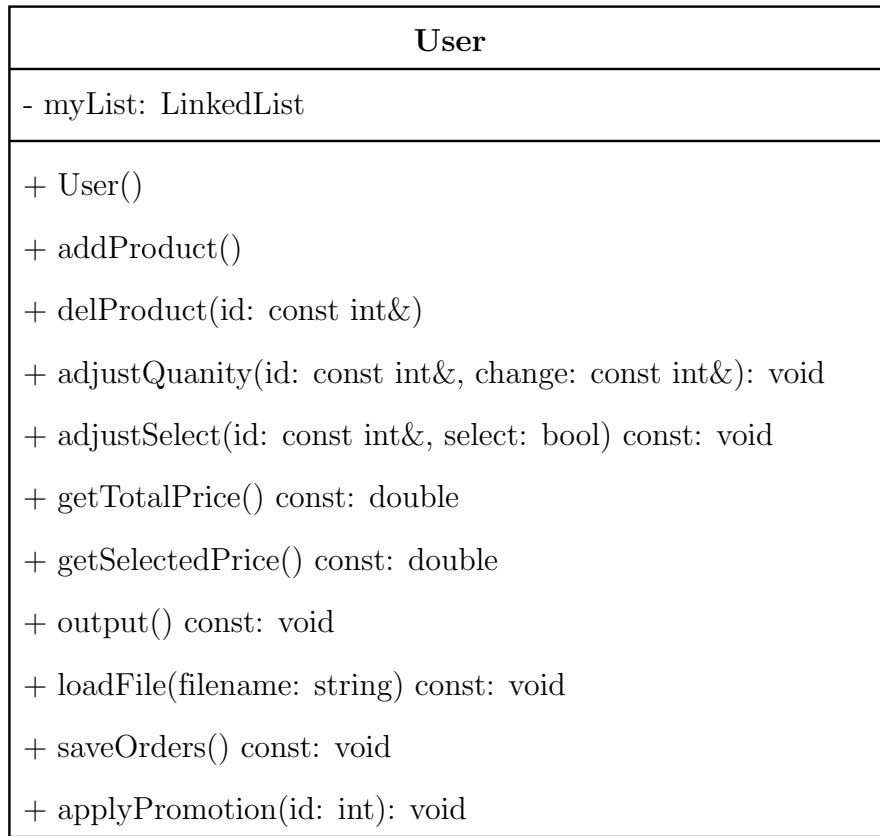 User
- myList: LinkedList
+ User()
+ addProduct()
+ delProduct(id: const int&)
+ adjustQuanity(id: const int&, change: const int&): void
+ adjustSelect(id: const int&, select: bool) const: void
+ getTotalPrice() const: double
+ getSelectedPrice() const: double
+ output() const: void
+ loadFile(filename: string) const: void
+ saveOrders() const: void
+ applyPromotion(id: int): void